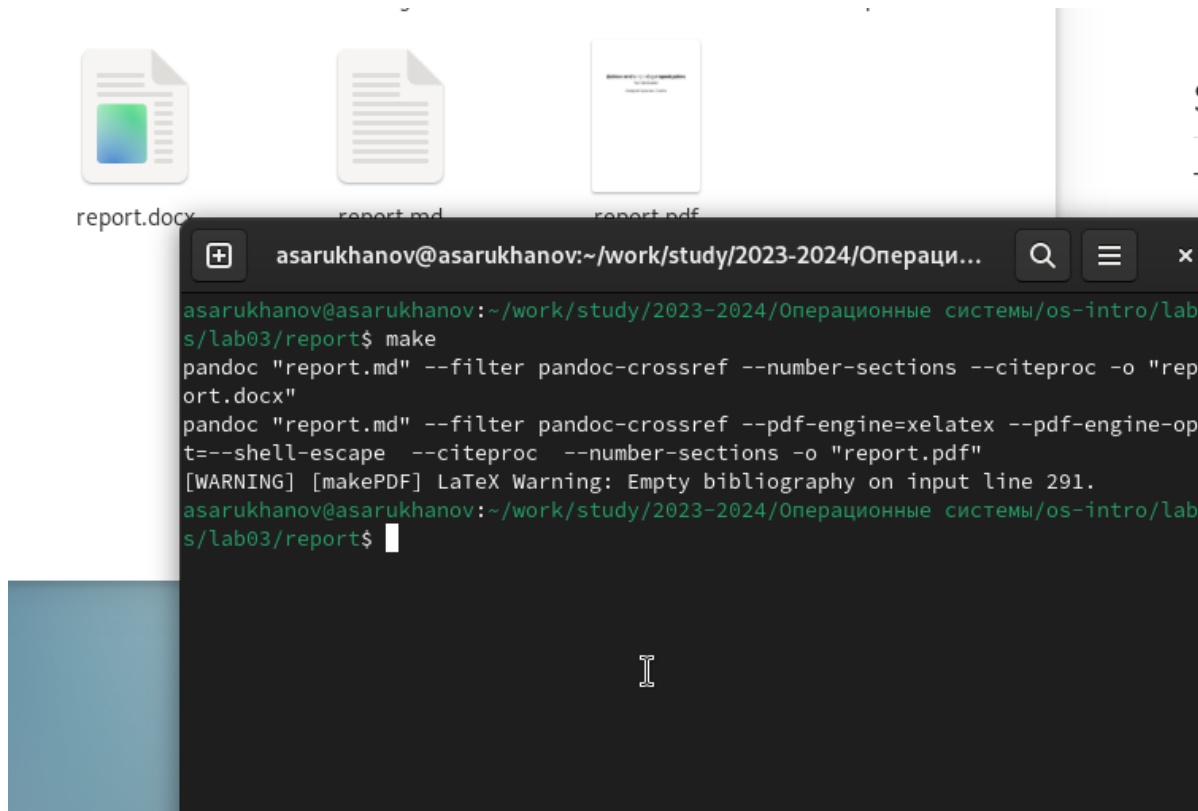 report.docx
report.md
report.pdf
asarukhanov@asarukhanov:~/work/study/2023-2024/Операци...
asarukhanov@asarukhanov:~/work/study/2023-2024/Операционные системы/os-intro/lab
s/lab03/report$ make
pandoc "report.md" --filter pandoc-crossref --number-sections --citeproc -o "rep
ort.docx"
pandoc "report.md" --filter pandoc-crossref --pdf-engine=xelatex --pdf-engine-op
t=--shell-escape  --citeproc  --number-sections -o "report.pdf"
[WARNING] [makePDF] LaTeX Warning: Empty bibliography on input line 291.
asarukhanov@asarukhanov:~/work/study/2023-2024/Операционные системы/os-intro/lab
s/lab03/report$